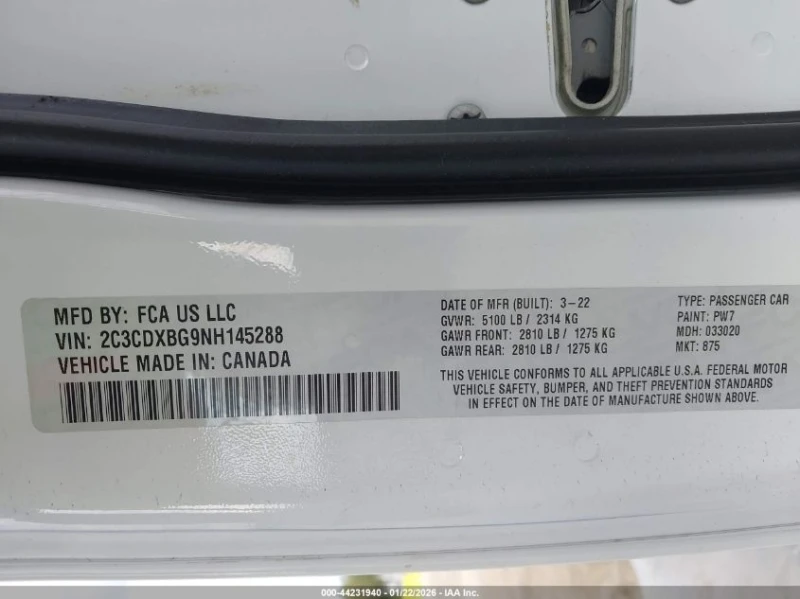 MFD BY: FCA US LLC
VIN: 2C3CDXBG9NH145288
VEHICLE MADE IN: CANADA
DATE OF MFR (BUILT): 3-22
GVWR: 5100 LB / 2314 KG
GAWR FRONT: 2810 LB / 1275 KG
GAWR REAR: 2810 LB / 1275 KG
TYPE: PASSENGER CAR
PAINT: PW7
MDH: 033020
MKT: 875
THIS VEHICLE CONFORMS TO ALL APPLICABLE U.S.A. FEDERAL MOTOR
VEHICLE SAFETY, BUMPER, AND THEFT PREVENTION STANDARDS
IN EFFECT ON THE DATE OF MANUFACTURE SHOWN ABOVE.
000-44231940 - 01/22/2026 - IAA Inc.